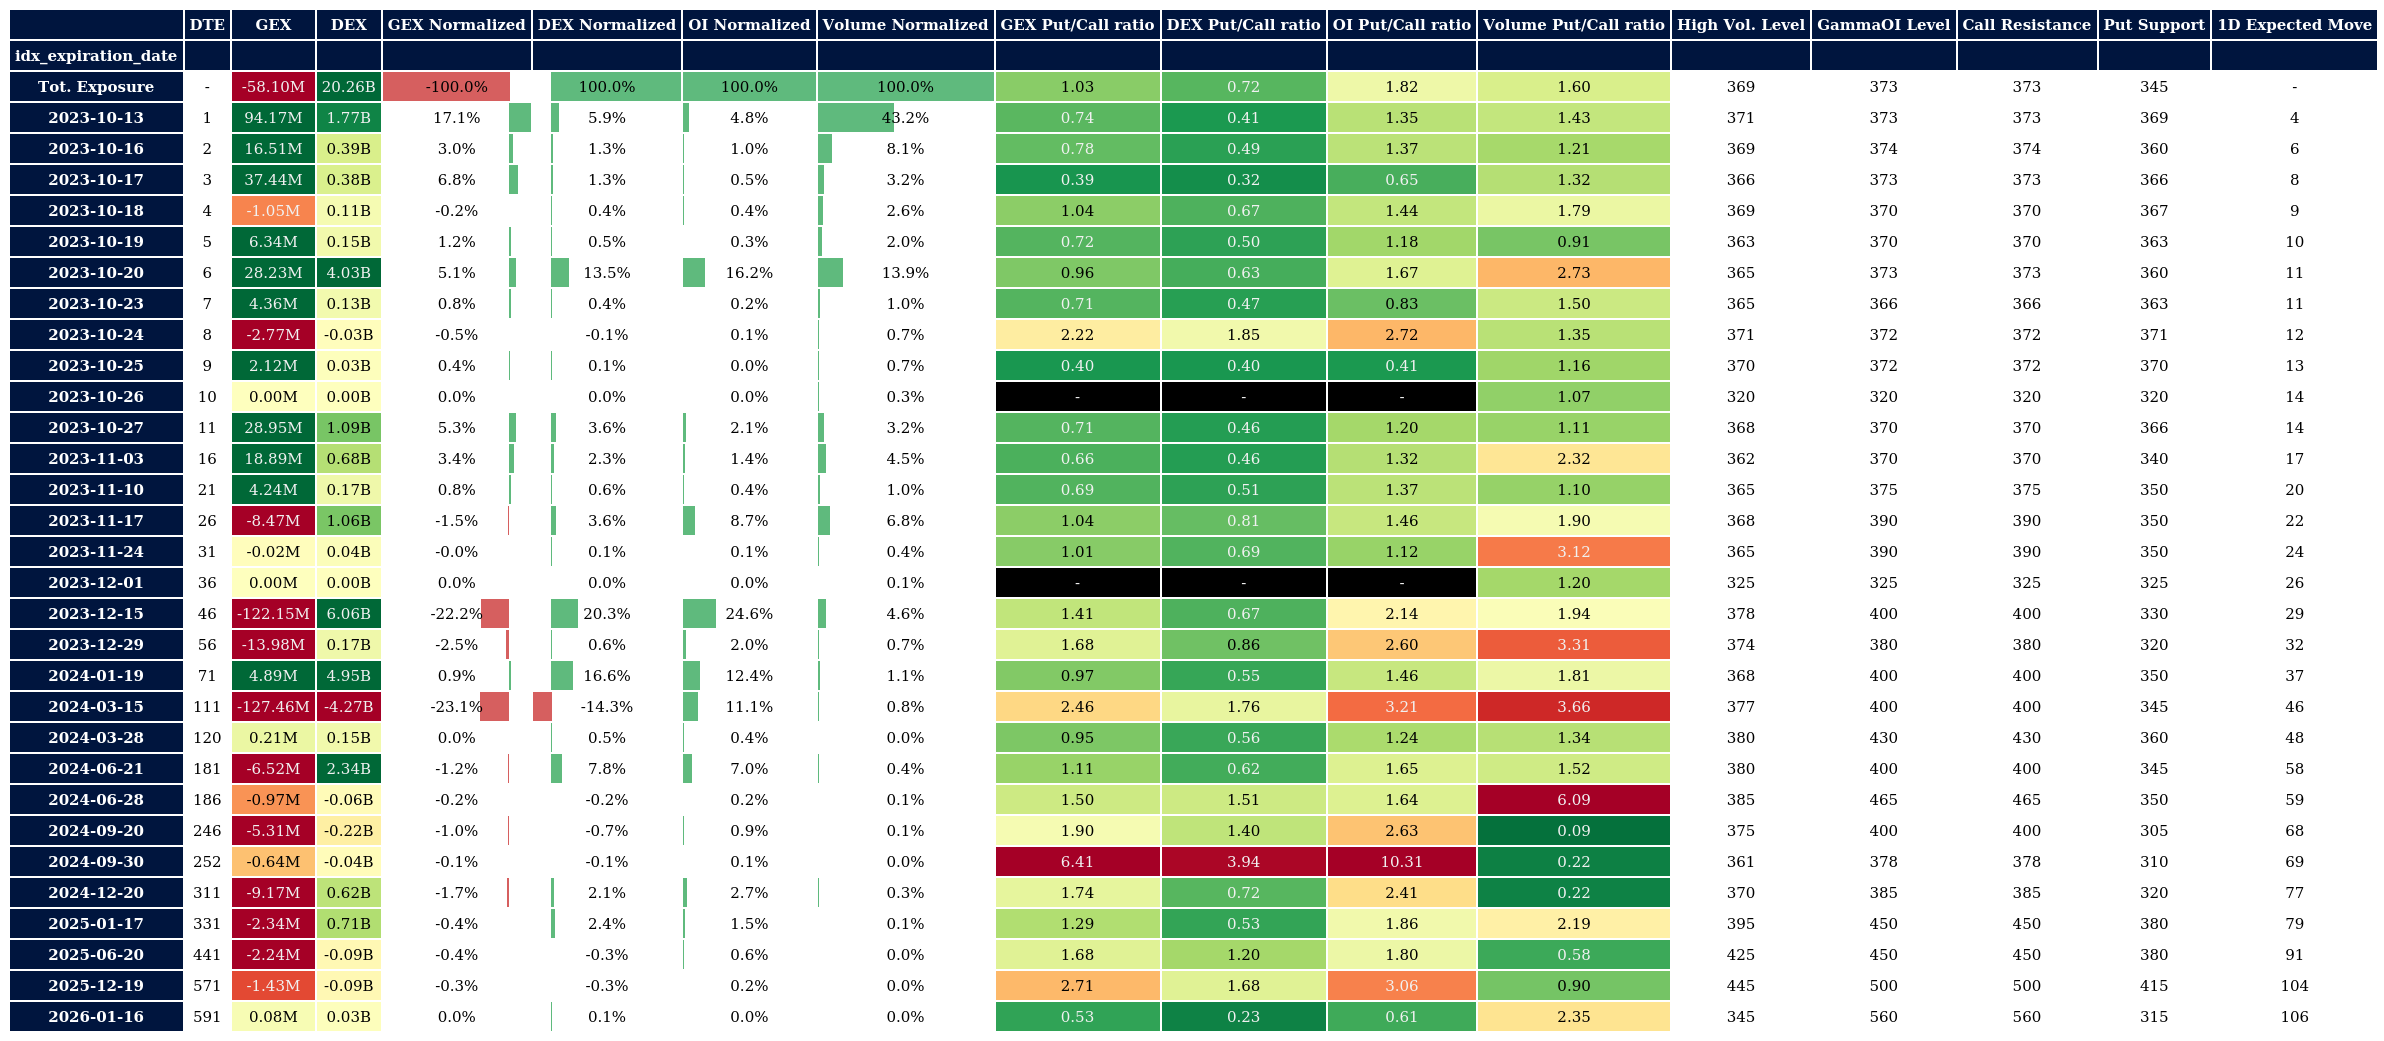 DTE GEX DEX GEX Normalized DEX Normalized OI Normalized Volume Normalized GEX Put/Call ratio DEX Put/Call ratio OI Put/Call ratio Volume Put/Call ratio High Vol. Level GammaOI Level Call Resistance Put Support 1D Expected Move
idx_expiration_date
Tot. Exposure - -58.10M 20.26B -100.0% 100.0% 100.0% 100.0% 1.03 0.72 1.82 1.60 369 373 373 345 -
2023-10-13 1 94.17M 1.77B 17.1% 5.9% 4.8% 43.2% 0.74 0.41 1.35 1.43 371 373 373 369 4
2023-10-16 2 16.51M 0.39B 3.0% 1.3% 1.0% 8.1% 0.78 0.49 1.37 1.21 369 374 374 360 6
2023-10-17 3 37.44M 0.38B 6.8% 1.3% 0.5% 3.2% 0.39 0.32 0.65 1.32 366 373 373 366 8
2023-10-18 4 -1.05M 0.11B -0.2% 0.4% 0.4% 2.6% 1.04 0.67 1.44 1.79 369 370 370 367 9
2023-10-19 5 6.34M 0.15B 1.2% 0.5% 0.3% 2.0% 0.72 0.50 1.18 0.91 363 370 370 363 10
2023-10-20 6 28.23M 4.03B 5.1% 13.5% 16.2% 13.9% 0.96 0.63 1.67 2.73 365 373 373 360 11
2023-10-23 7 4.36M 0.13B 0.8% 0.4% 0.2% 1.0% 0.71 0.47 0.83 1.50 365 366 366 363 11
2023-10-24 8 -2.77M -0.03B -0.5% -0.1% 0.1% 0.7% 2.22 1.85 2.72 1.35 371 372 372 371 12
2023-10-25 9 2.12M 0.03B 0.4% 0.1% 0.0% 0.7% 0.40 0.40 0.41 1.16 370 372 372 370 13
2023-10-26 10 0.00M 0.00B 0.0% 0.0% 0.0% 0.3% - - - 1.07 320 320 320 320 14
2023-10-27 11 28.95M 1.09B 5.3% 3.6% 2.1% 3.2% 0.71 0.46 1.20 1.11 368 370 370 366 14
2023-11-03 16 18.89M 0.68B 3.4% 2.3% 1.4% 4.5% 0.66 0.46 1.32 2.32 362 370 370 340 17
2023-11-10 21 4.24M 0.17B 0.8% 0.6% 0.4% 1.0% 0.69 0.51 1.37 1.10 365 375 375 350 20
2023-11-17 26 -8.47M 1.06B -1.5% 3.6% 8.7% 6.8% 1.04 0.81 1.46 1.90 368 390 390 350 22
2023-11-24 31 -0.02M 0.04B -0.0% 0.1% 0.1% 0.4% 1.01 0.69 1.12 3.12 365 390 390 350 24
2023-12-01 36 0.00M 0.00B 0.0% 0.0% 0.0% 0.1% - - - 1.20 325 325 325 325 26
2023-12-15 46 -122.15M 6.06B -22.2% 20.3% 24.6% 4.6% 1.41 0.67 2.14 1.94 378 400 400 330 29
2023-12-29 56 -13.98M 0.17B -2.5% 0.6% 2.0% 0.7% 1.68 0.86 2.60 3.31 374 380 380 320 32
2024-01-19 71 4.89M 4.95B 0.9% 16.6% 12.4% 1.1% 0.97 0.55 1.46 1.81 368 400 400 350 37
2024-03-15 111 -127.46M -4.27B -23.1% -14.3% 11.1% 0.8% 2.46 1.76 3.21 3.66 377 400 400 345 46
2024-03-28 120 0.21M 0.15B 0.0% 0.5% 0.4% 0.0% 0.95 0.56 1.24 1.34 380 430 430 360 48
2024-06-21 181 -6.52M 2.34B -1.2% 7.8% 7.0% 0.4% 1.11 0.62 1.65 1.52 380 400 400 345 58
2024-06-28 186 -0.97M -0.06B -0.2% -0.2% 0.2% 0.1% 1.50 1.51 1.64 6.09 385 465 465 350 59
2024-09-20 246 -5.31M -0.22B -1.0% -0.7% 0.9% 0.1% 1.90 1.40 2.63 0.09 375 400 400 305 68
2024-09-30 252 -0.64M -0.04B -0.1% -0.1% 0.1% 0.0% 6.41 3.94 10.31 0.22 361 378 378 310 69
2024-12-20 311 -9.17M 0.62B -1.7% 2.1% 2.7% 0.3% 1.74 0.72 2.41 0.22 370 385 385 320 77
2025-01-17 331 -2.34M 0.71B -0.4% 2.4% 1.5% 0.1% 1.29 0.53 1.86 2.19 395 450 450 380 79
2025-06-20 441 -2.24M -0.09B -0.4% -0.3% 0.6% 0.0% 1.68 1.20 1.80 0.58 425 450 450 380 91
2025-12-19 571 -1.43M -0.09B -0.3% -0.3% 0.2% 0.0% 2.71 1.68 3.06 0.90 445 500 500 415 104
2026-01-16 591 0.08M 0.03B 0.0% 0.1% 0.0% 0.0% 0.53 0.23 0.61 2.35 345 560 560 315 106